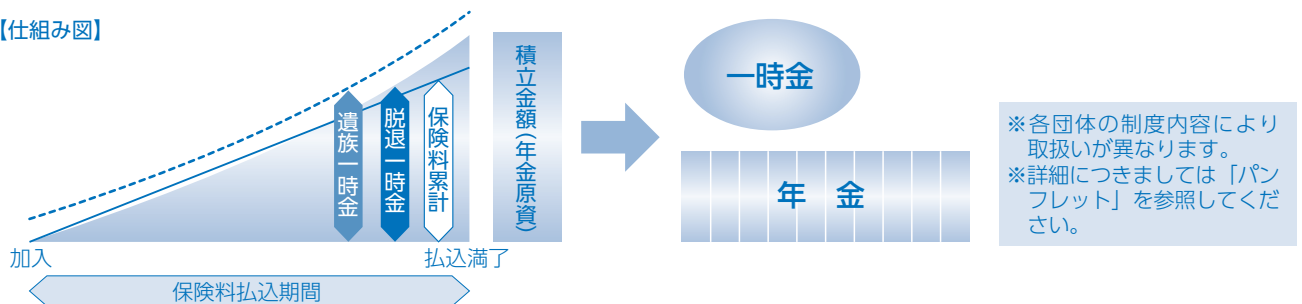 【仕組み図】
遺族一時金
脱退一時金
保険料累計
積立金額(年金原資)
加入
払込満了
保険料払込期間
一時金
年 金
※各団体の制度内容により
取扱いが異なります。
※詳細につきましては「パン
フレット」を参照してくだ
さい。